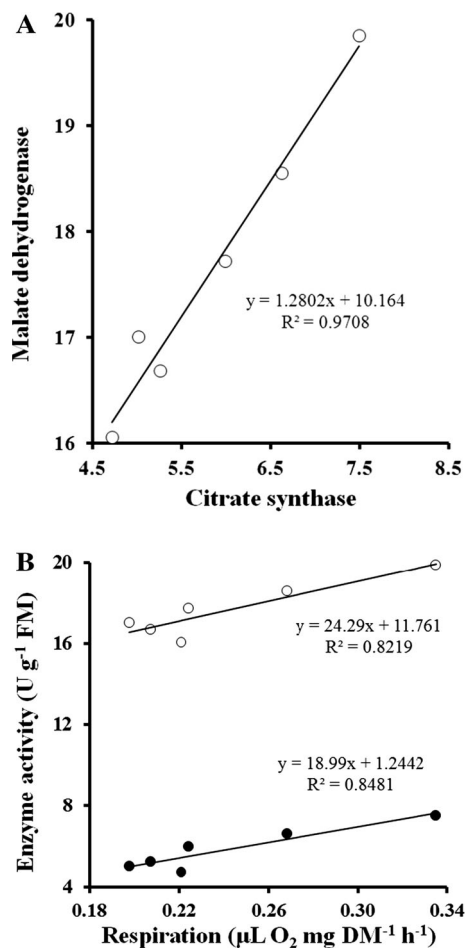 A
20
19
18
17
16
Malate dehydrogenase
y = 1.2802x + 10.164
R² = 0.9708
4.5 5.5 6.5 7.5 8.5
Citrate synthase
B
20
16
12
8
4
Enzyme activity (U g⁻¹ FM)
y = 24.29x + 11.761
R² = 0.8219
y = 18.99x + 1.2442
R² = 0.8481
0.18 0.22 0.26 0.30 0.34
Respiration (µL O₂ mg DM⁻¹ h⁻¹)